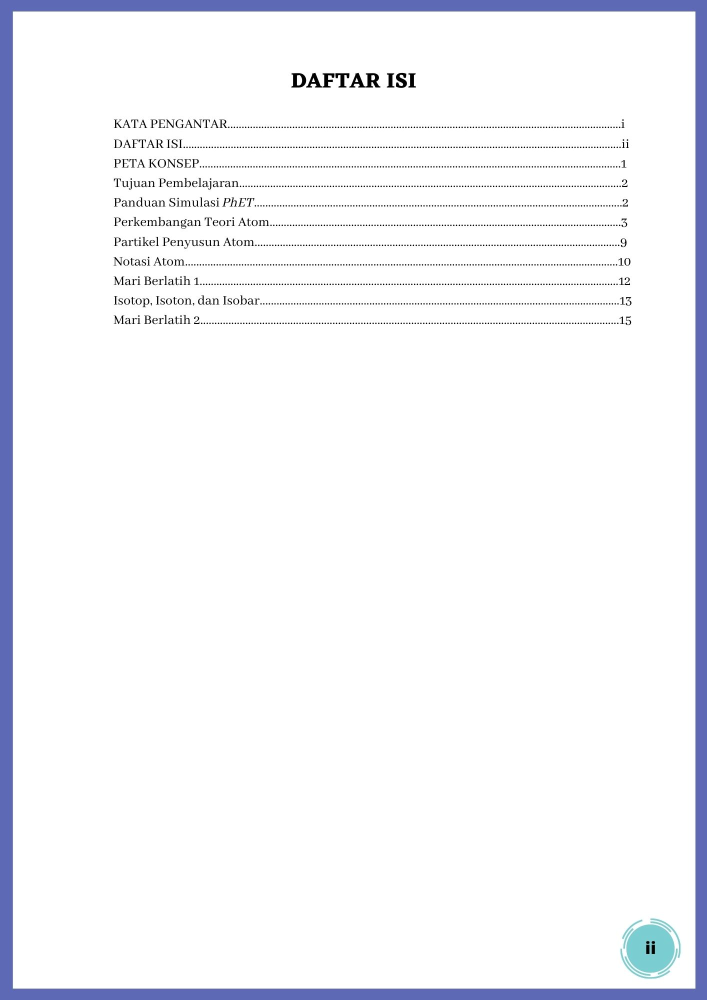 DAFTAR ISI
KATA PENGANTAR........................................................................................................................................i
DAFTAR ISI........................................................................................................................................................ii
PETA KONSEP..................................................................................................................................................1
Tujuan Pembelajaran....................................................................................................................................2
Panduan Simulasi PhET...............................................................................................................................2
Perkembangan Teori Atom.........................................................................................................................3
Partikel Penyusun Atom..............................................................................................................................9
Notasi Atom......................................................................................................................................................10
Mari Berlatih 1.................................................................................................................................................12
Isotop, Isoton, dan Isobar............................................................................................................................13
Mari Berlatih 2.................................................................................................................................................15
ii